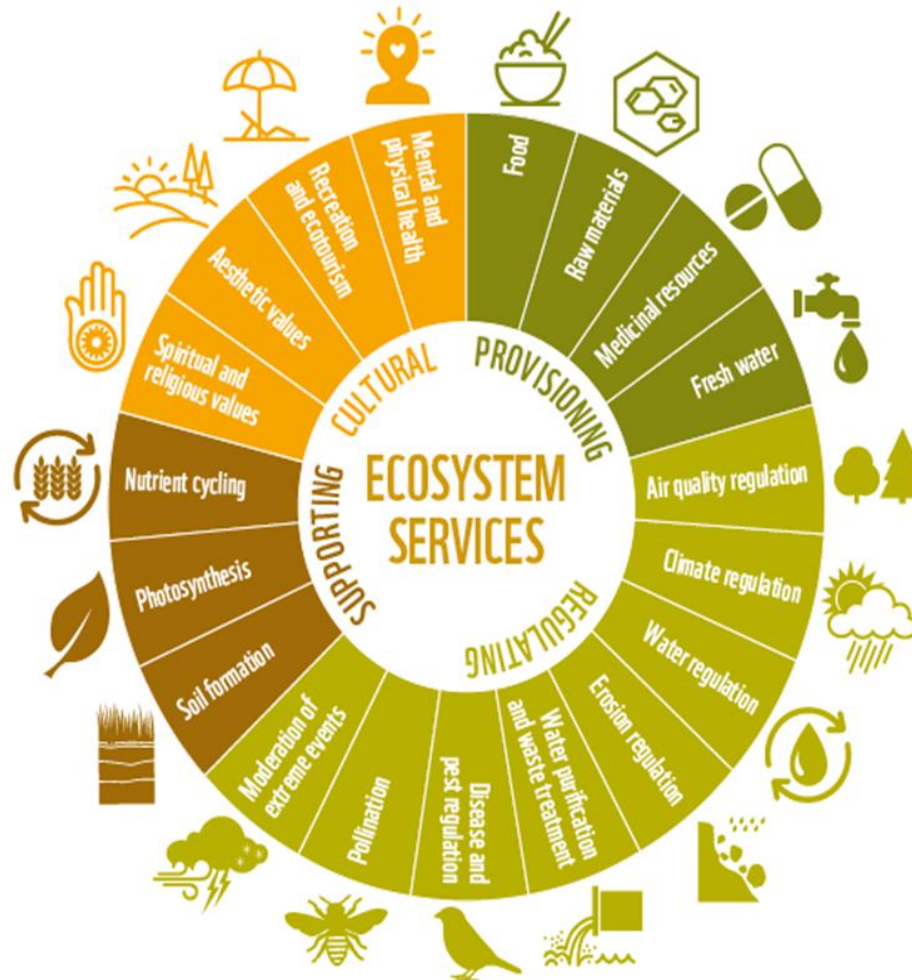 ECOSYSTEM
SERVICES
PROVISIONING
Food
Raw materials
Medicinal resources
Fresh water
REGULATING
Air quality regulation
Climate regulation
Water regulation
Erosion regulation
Water purification
and waste treatment
Disease and
pest regulation
Pollination
Moderation of
extreme events
SUPPORTING
Soil formation
Photosynthesis
Nutrient cycling
CULTURAL
Spiritual and
religious values
Aesthetic values
Recreation
and ecotourism
Mental and
physical health